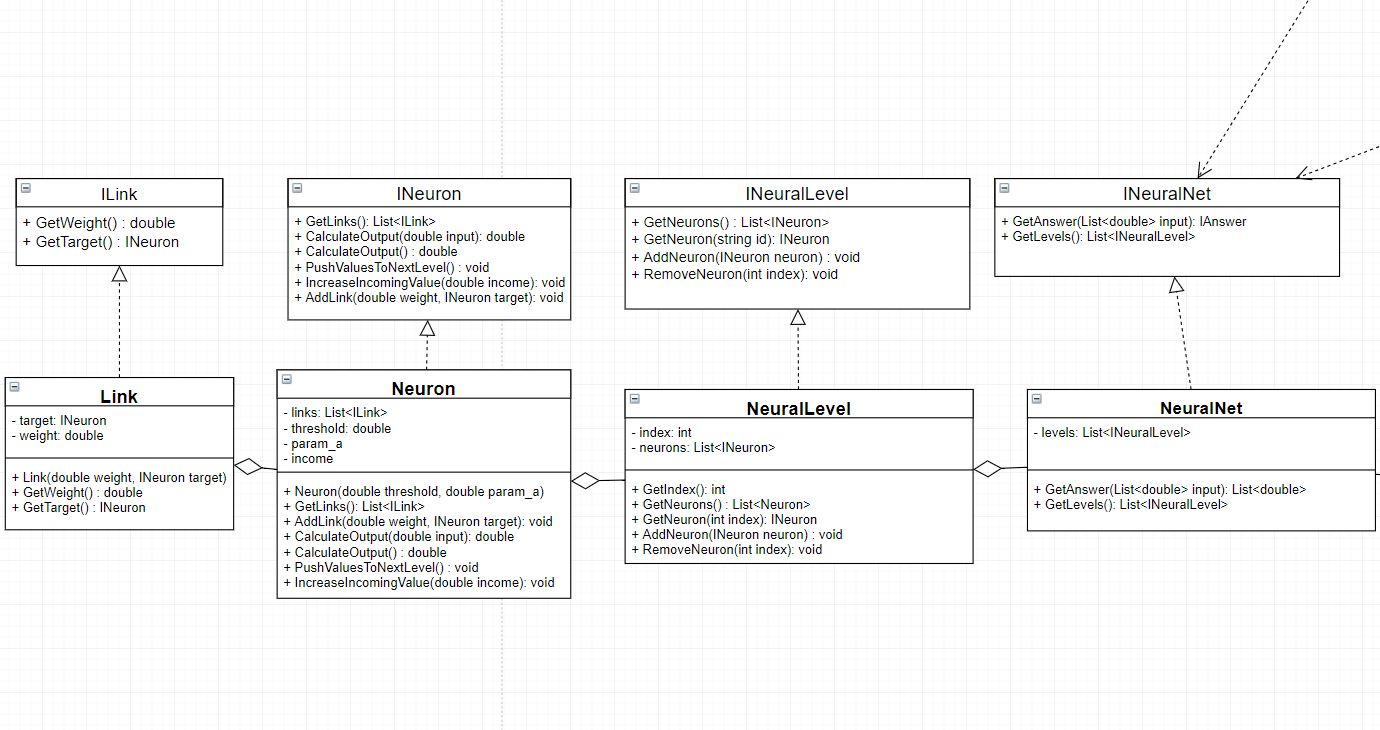 ILink
+ GetWeight() : double
+ GetTarget() : INeuron
INeuron
+ GetLinks(): List<ILink>
+ CalculateOutput(double input): double
+ CalculateOutput() : double
+ PushValuesToNextLevel() : void
+ IncreaseIncomingValue(double income): void
+ AddLink(double weight, INeuron target): void
INeuralLevel
+ GetNeurons() : List<INeuron>
+ GetNeuron(string id): INeuron
+ AddNeuron(INeuron neuron) : void
+ RemoveNeuron(int index): void
INeuralNet
+ GetAnswer(List<double> input): IAnswer
+ GetLevels(): List<INeuralLevel>
Link
- target: INeuron
- weight: double
+ Link(double weight, INeuron target)
+ GetWeight() : double
+ GetTarget() : INeuron
Neuron
- links: List<ILink>
- threshold: double
- param_a
- income
+ Neuron(double threshold, double param_a)
+ GetLinks(): List<ILink>
+ AddLink(double weight, INeuron target): void
+ CalculateOutput(double input): double
+ CalculateOutput() : double
+ PushValuesToNextLevel() : void
+ IncreaseIncomingValue(double income): void
NeuralLevel
- index: int
- neurons: List<INeuron>
+ GetIndex(): int
+ GetNeurons() : List<Neuron>
+ GetNeuron(int index): INeuron
+ AddNeuron(INeuron neuron) : void
+ RemoveNeuron(int index): void
NeuralNet
- levels: List<INeuralLevel>
+ GetAnswer(List<double> input): List<double>
+ GetLevels(): List<INeuralLevel>